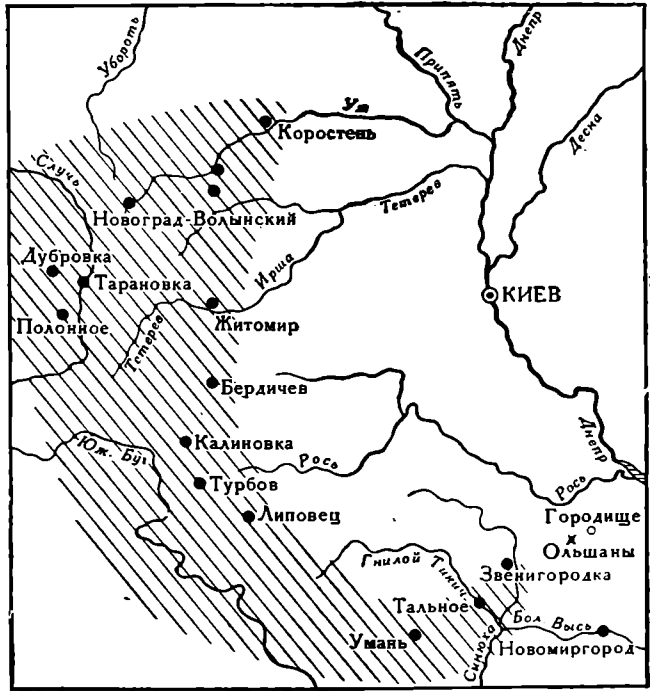 Уборть
Припять
Днепр
Десна
Уж
Коростень
Случь
Тетерев
Новоград-Волынский
Ирша
Дубровка
Тарановка
КИЕВ
Полонное
Житомир
Тетерев
Бердичев
Калиновка
Юж. Буг
Рось
Днепр
Турбов
Рось
Липовец
Городище
Ольшаны
Гнилой Тикич
Звенигородка
Тальное
Бол Высь
Умань
Синюха
Новомиргород